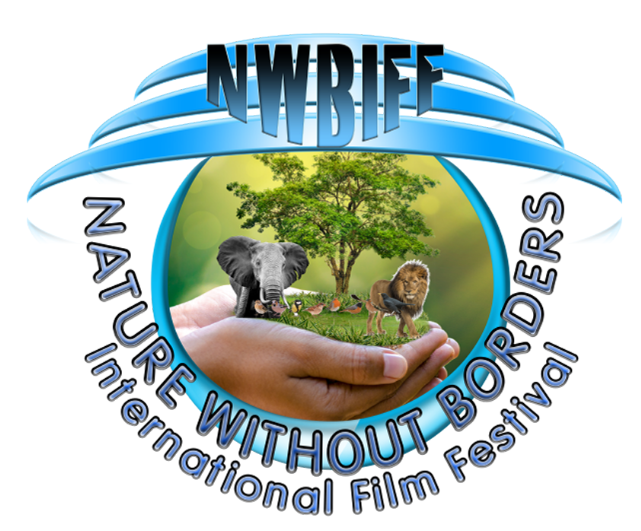 NWBIFF
NATURE WITHOUT BORDERS
International Film Festival